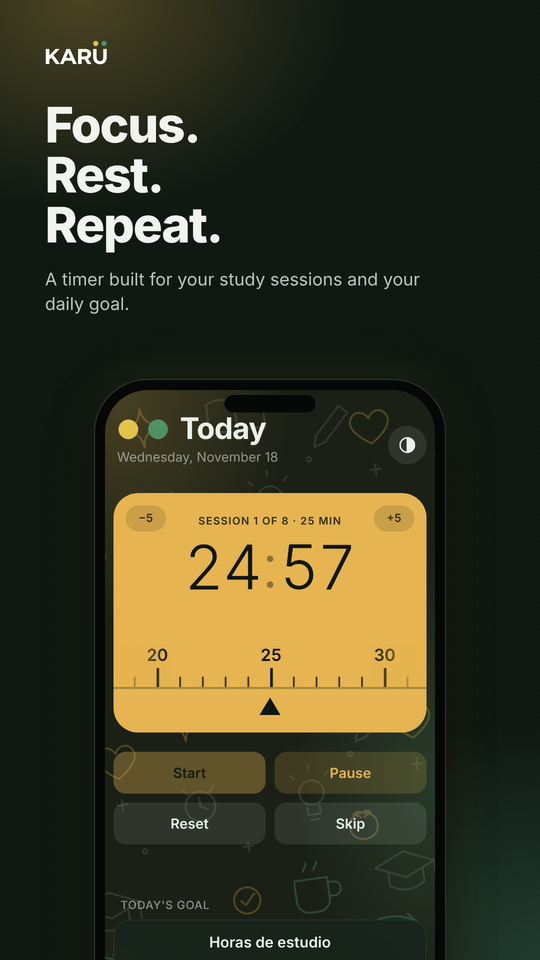 KARÜ
Focus.
Rest.
Repeat.
A timer built for your study sessions and your
daily goal.
Today
Wednesday, November 18
−5
SESSION 1 OF 8 · 25 MIN
+5
24:57
20 25 30
Start
Pause
Reset
Skip
TODAY'S GOAL
Horas de estudio